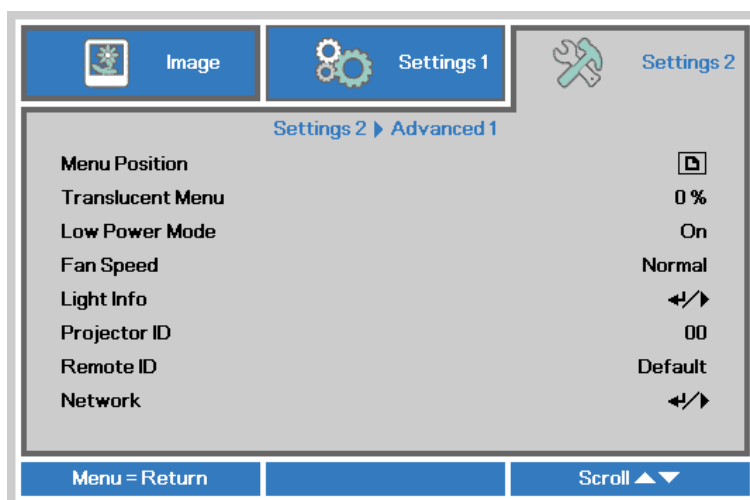 Image Settings 1 Settings 2
Settings 2 Advanced 1
Menu Position
Translucent Menu 0 %
Low Power Mode On
Fan Speed Normal
Light Info
Projector ID 00
Remote ID Default
Network
Menu = Return Scroll